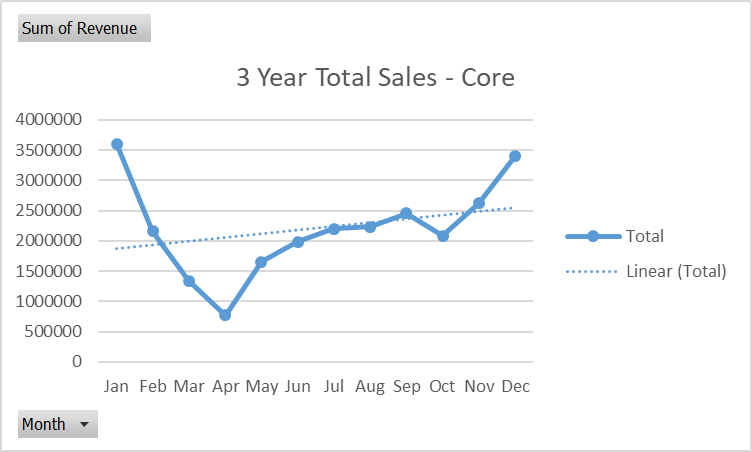 Sum of Revenue
3 Year Total Sales - Core
4000000
3500000
3000000
2500000
2000000
1500000
1000000
500000
0
Jan Feb Mar Apr May Jun Jul Aug Sep Oct Nov Dec
Total
Linear (Total)
Month